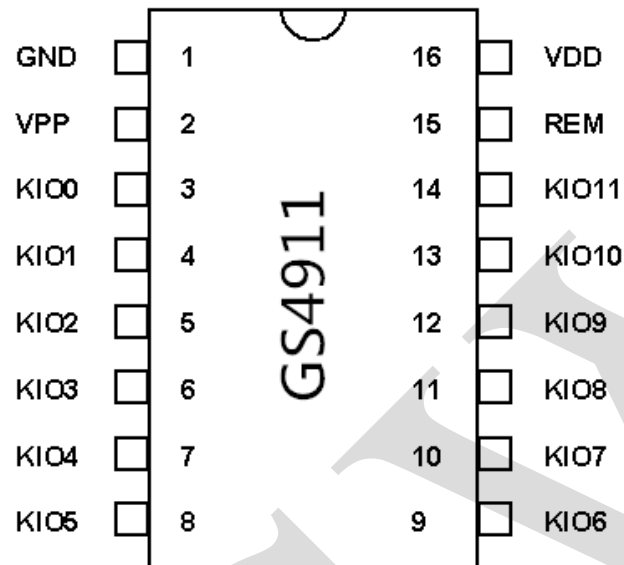 GND 1 16 VDD
VPP 2 15 REM
KIO0 3 14 KIO11
KIO1 4 13 KIO10
KIO2 5 12 KIO9
KIO3 6 11 KIO8
KIO4 7 10 KIO7
KIO5 8 9 KIO6
GS4911